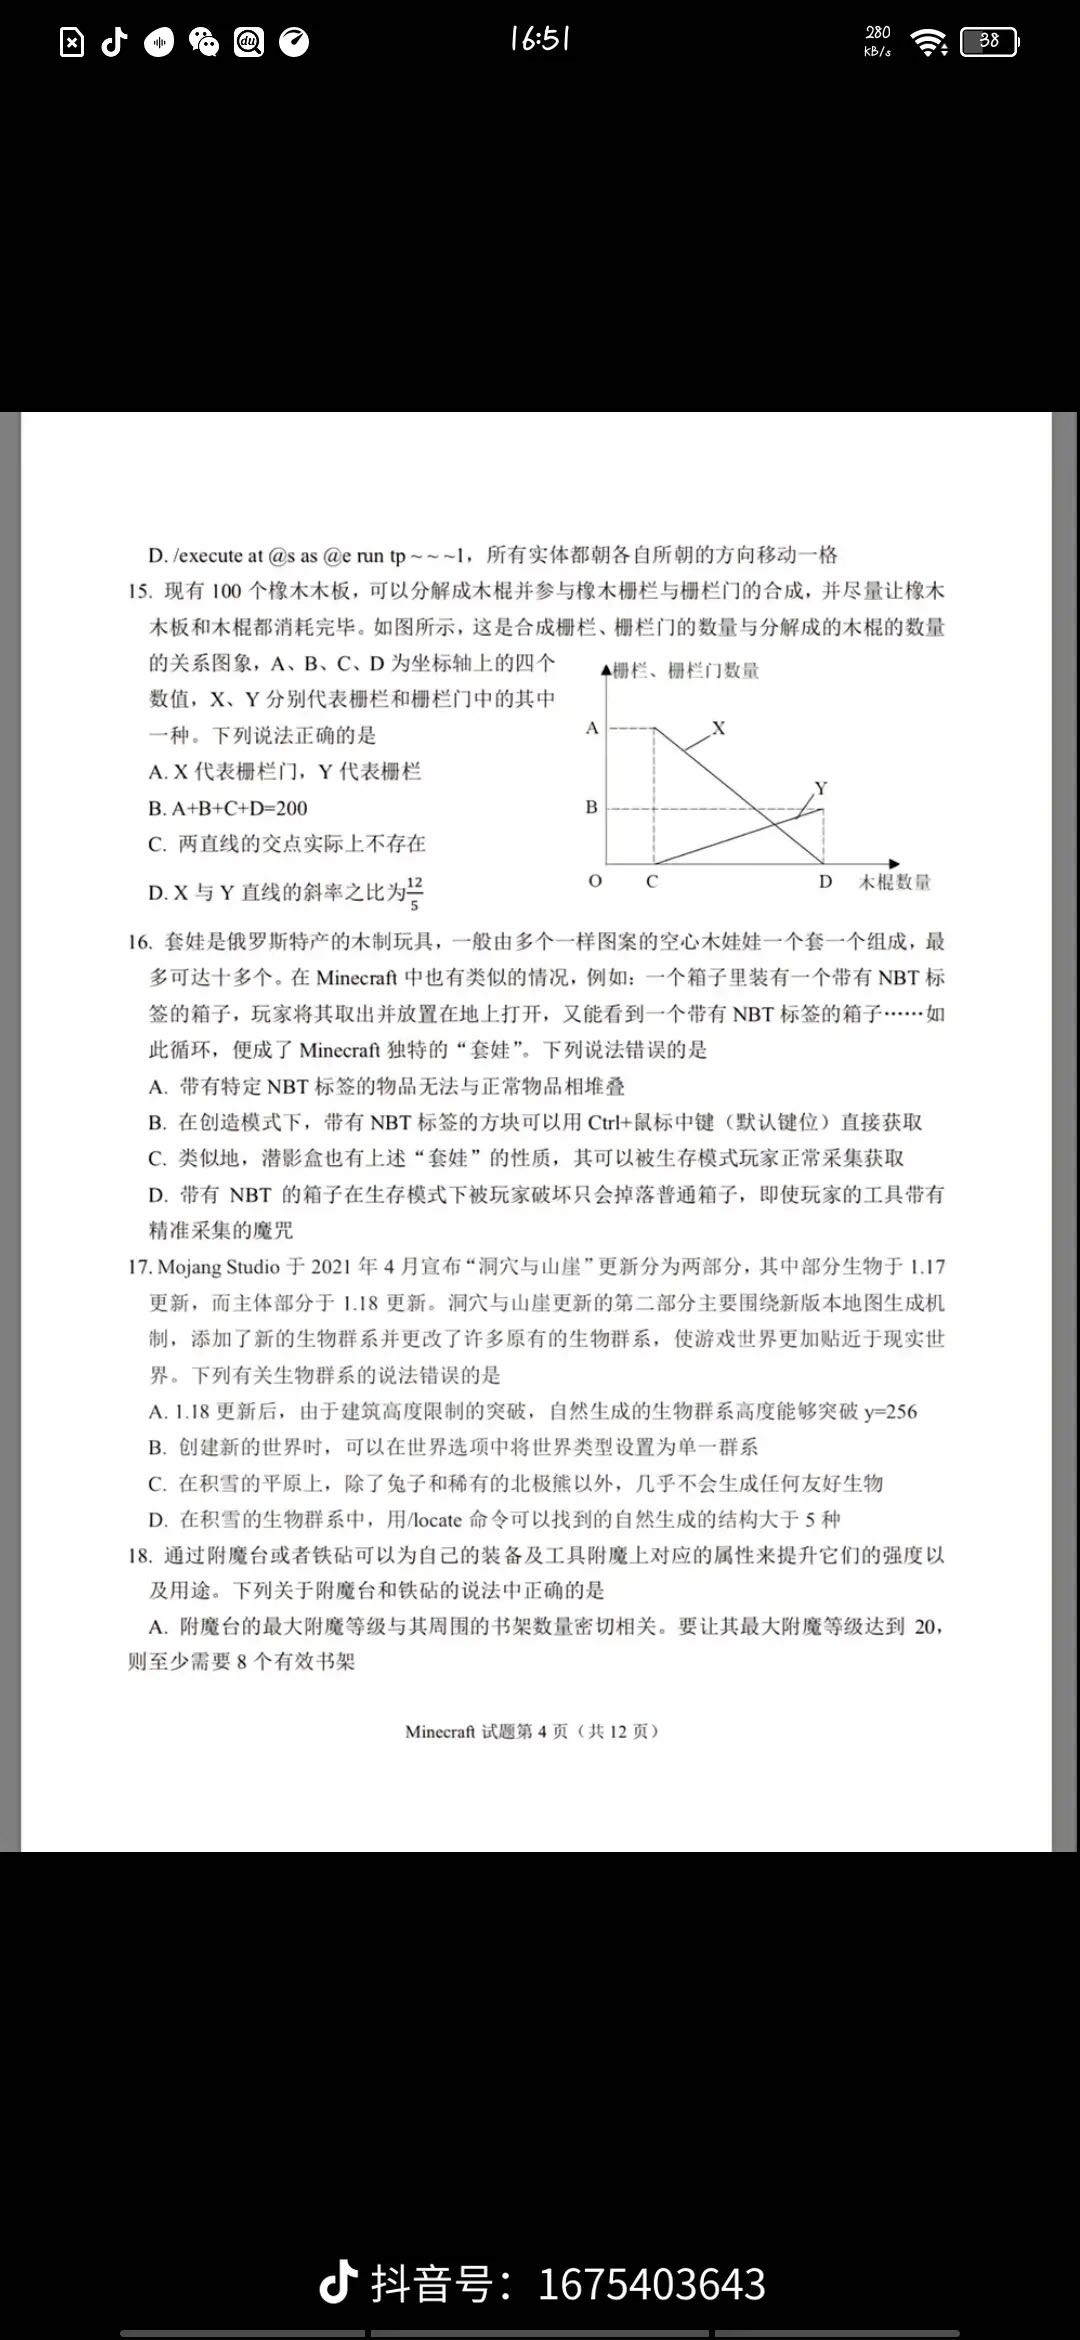 16:51
280
KB/s
38
D. /execute at @s as @e run tp ~ ~ ~1，所有实体都朝各自所朝的方向移动一格
15. 现有 100 个橡木木板，可以分解成木棍并参与橡木栅栏与栅栏门的合成，并尽量让橡木
木板和木棍都消耗完毕。如图所示，这是合成栅栏、栅栏门的数量与分解成的木棍的数量
的关系图象，A、B、C、D 为坐标轴上的四个
数值，X、Y 分别代表栅栏和栅栏门中的其中
一种。下列说法正确的是
A. X 代表栅栏门，Y 代表栅栏
B. A+B+C+D=200
C. 两直线的交点实际上不存在
D. X 与 Y 直线的斜率之比为12/5
栅栏、栅栏门数量
A
X
Y
B
O
C
D
木棍数量
16. 套娃是俄罗斯特产的木制玩具，一般由多个一样图案的空心木娃娃一个套一个组成，最
多可达十多个。在 Minecraft 中也有类似的情况，例如：一个箱子里装有一个带有 NBT 标
签的箱子，玩家将其取出并放置在地上打开，又能看到一个带有 NBT 标签的箱子……如
此循环，便成了 Minecraft 独特的“套娃”。下列说法错误的是
A. 带有特定 NBT 标签的物品无法与正常物品相堆叠
B. 在创造模式下，带有 NBT 标签的方块可以用 Ctrl+鼠标中键（默认键位）直接获取
C. 类似地，潜影盒也有上述“套娃”的性质，其可以被生存模式玩家正常采集获取
D. 带有 NBT 的箱子在生存模式下被玩家破坏只会掉落普通箱子，即使玩家的工具带有
精准采集的魔咒
17. Mojang Studio 于 2021 年 4 月宣布“洞穴与山崖”更新分为两部分，其中部分生物于 1.17
更新，而主体部分于 1.18 更新。洞穴与山崖更新的第二部分主要围绕新版本地图生成机
制，添加了新的生物群系并更改了许多原有的生物群系，使游戏世界更加贴近于现实世
界。下列有关生物群系的说法错误的是
A. 1.18 更新后，由于建筑高度限制的突破，自然生成的生物群系高度能够突破 y=256
B. 创建新的世界时，可以在世界选项中将世界类型设置为单一群系
C. 在积雪的平原上，除了兔子和稀有的北极熊以外，几乎不会生成任何友好生物
D. 在积雪的生物群系中，用/locate 命令可以找到的自然生成的结构大于 5 种
18. 通过附魔台或者铁砧可以为自己的装备及工具附魔上对应的属性来提升它们的强度以
及用途。下列关于附魔台和铁砧的说法中正确的是
A. 附魔台的最大附魔等级与其周围的书架数量密切相关。要让其最大附魔等级达到 20，
则至少需要 8 个有效书架
Minecraft 试题第 4 页（共 12 页）
抖音号：1675403643